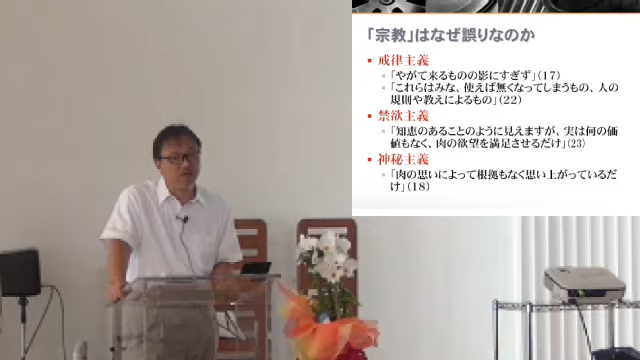 「宗教」はなぜ誤りなのか
戒律主義
「やがて来るものの影にすぎず」(17)
「これらはみな、使えば無くなってしまうもの、人の
規則や教えによるもの」(22)
禁欲主義
「知恵のあることのように見えますが、実は何の価
値もなく、肉の欲望を満足させるだけ」(23)
神秘主義
「肉の思いによって根拠もなく思い上がっているだ
け」(18)